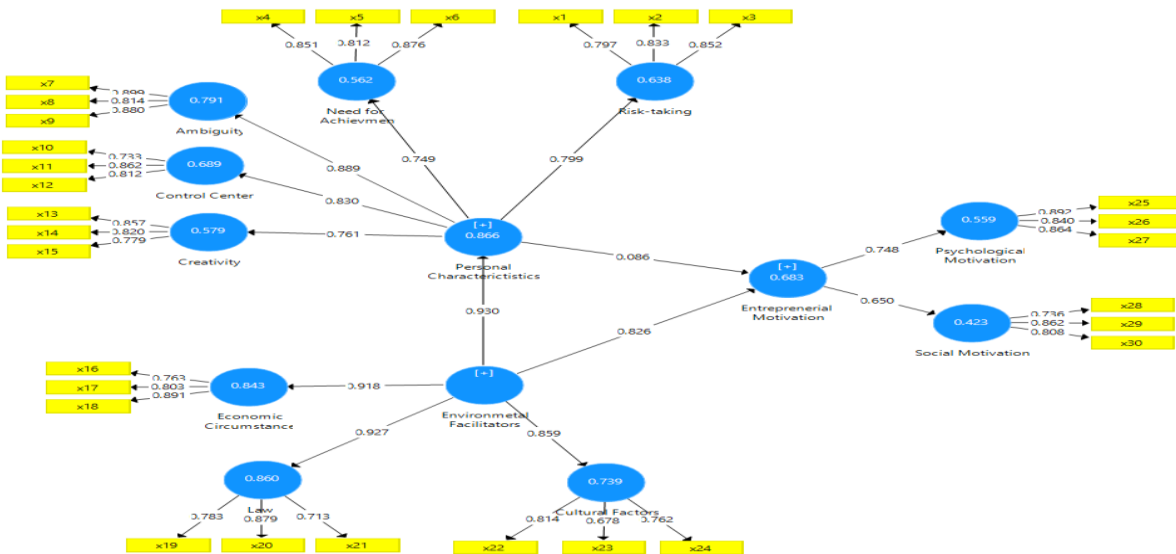 x4 x5 x6 x1 x2 x3
0.851 0.812 0.876 0.797 0.833 0.852
0.562 0.638
Need for
Achievmen
Risk-taking
x7
x8
x9
0.899
0.814
0.880
0.791
Ambiguity
x10
x11
x12
0.733
0.862
0.812
0.689
Control Center
x13
x14
x15
0.857
0.820
0.779
0.579
Creativity
0.749 0.799
0.889
0.830
0.761
[+]
0.866
Personal
Characterictistics
0.086
[+]
0.683
Entreprenerial
Motivation
0.748
0.650
0.559
Psychological
Motivation
0.892 x25
0.840 x26
0.864 x27
0.423
Social Motivation
0.736 x28
0.862 x29
0.808 x30
0.930
0.826
[+]
Environmetal
Facilitators
0.918
0.927
0.859
x16
x17
x18
0.763
0.803
0.891
0.843
Economic
Circumstance
0.860
Law
0.783 0.879 0.713
x19 x20 x21
0.739
Cultural Factors
0.814 0.678 0.762
x22 x23 x24